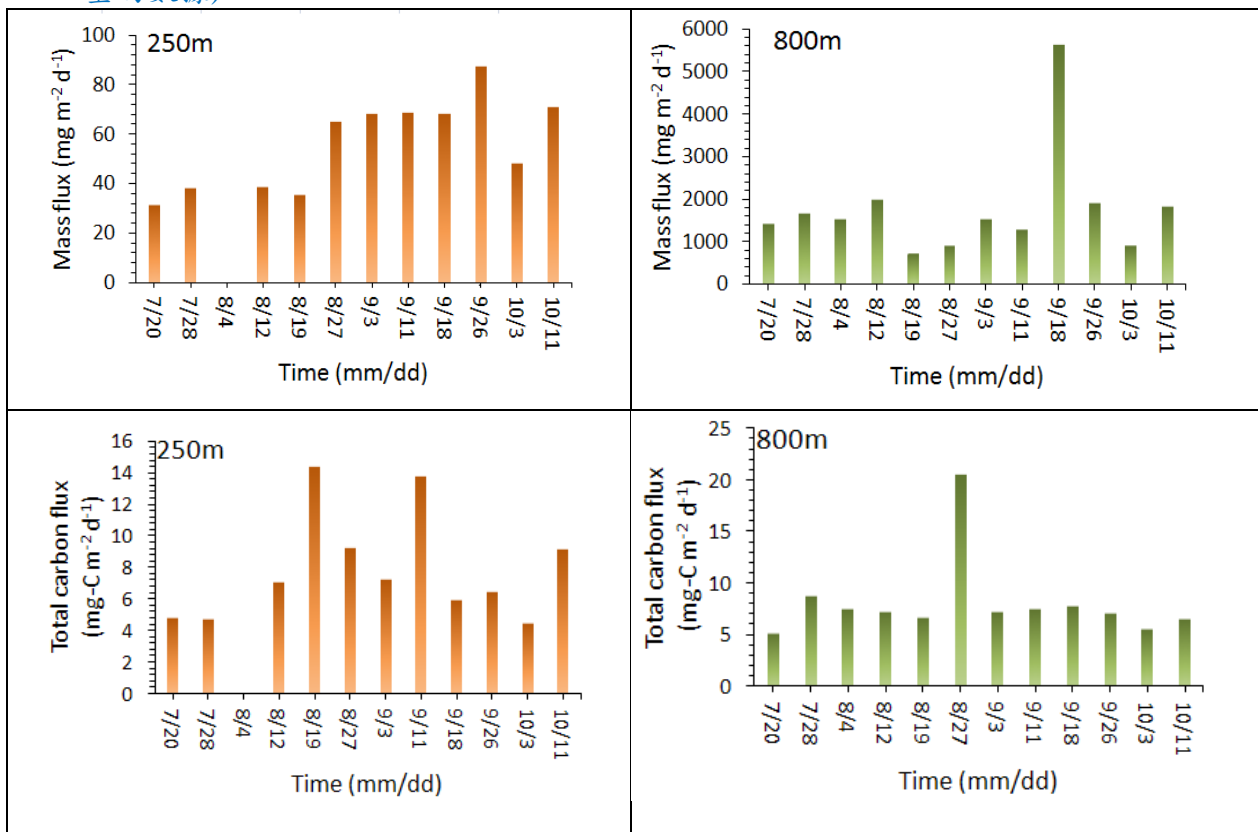 250m
Mass flux (mg m⁻² d⁻¹)
100
80
60
40
20
0
7/20 7/28 8/4 8/12 8/19 8/27 9/3 9/11 9/18 9/26 10/3 10/11
Time (mm/dd)
800m
Mass flux (mg m⁻² d⁻¹)
6000
5000
4000
3000
2000
1000
0
7/20 7/28 8/4 8/12 8/19 8/27 9/3 9/11 9/18 9/26 10/3 10/11
Time (mm/dd)
250m
Total carbon flux
(mg-C m⁻² d⁻¹)
16
14
12
10
8
6
4
2
0
7/20 7/28 8/4 8/12 8/19 8/27 9/3 9/11 9/18 9/26 10/3 10/11
Time (mm/dd)
800m
Total carbon flux
(mg-C m⁻² d⁻¹)
25
20
15
10
5
0
7/20 7/28 8/4 8/12 8/19 8/27 9/3 9/11 9/18 9/26 10/3 10/11
Time (mm/dd)